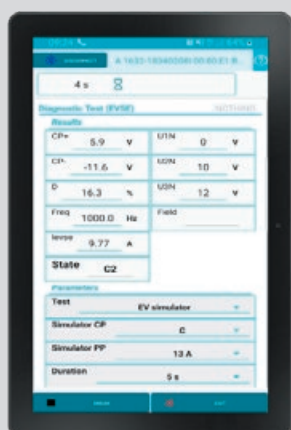 4 s
Diagnostic Test (EVSE) NOTHING
Results
CP+ 5.9 V U1N 0 V
CP- -11.6 V U2N 10 V
D 16.3 % U3N 12 V
Freq 1000.0 Hz Field
Ievse 9.77 A
State C2
Parameters
Test EV simulator
Simulator CP C
Simulator PP 13 A
Duration 5 s